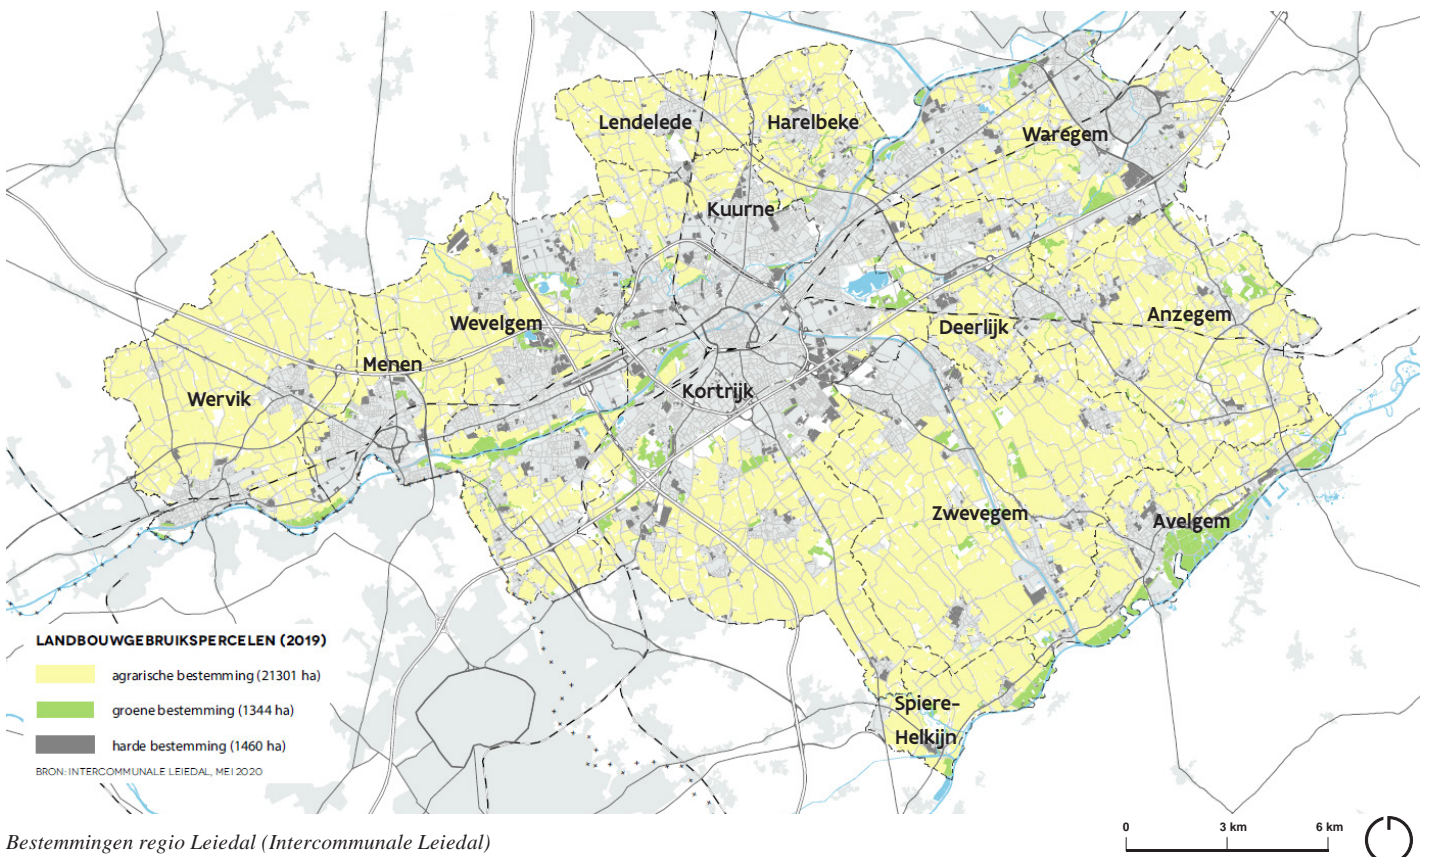 Lendelede
Harelbeke
Waregem
Kuurne
Wevelgem
Deerlijk
Anzegem
Menen
Wervik
Kortrijk
Zwevegem
Avelgem
Spiere-
Helkijn
LANDBOUWGEBRUIKSPERCELEN (2019)
agrarische bestemming (21301 ha)
groene bestemming (1344 ha)
harde bestemming (1460 ha)
BRON: INTERCOMMUNALE LEIEDAL, MEI 2020
0 3 km 6 km
Bestemmingen regio Leiedal (Intercommunale Leiedal)